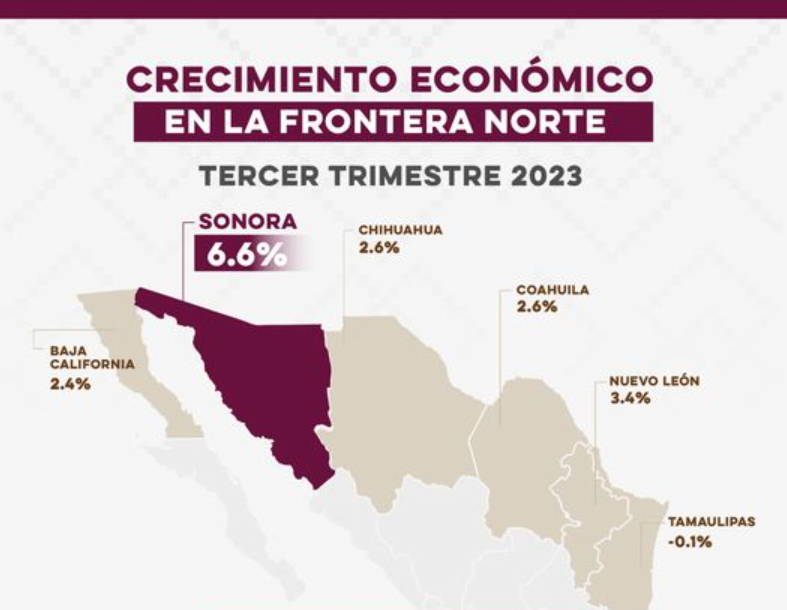 CRECIMIENTO ECONÓMICO
EN LA FRONTERA NORTE
TERCER TRIMESTRE 2023
SONORA
6.6%
CHIHUAHUA
2.6%
COAHUILA
2.6%
BAJA
CALIFORNIA
2.4%
NUEVO LEÓN
3.4%
TAMAULIPAS
-0.1%